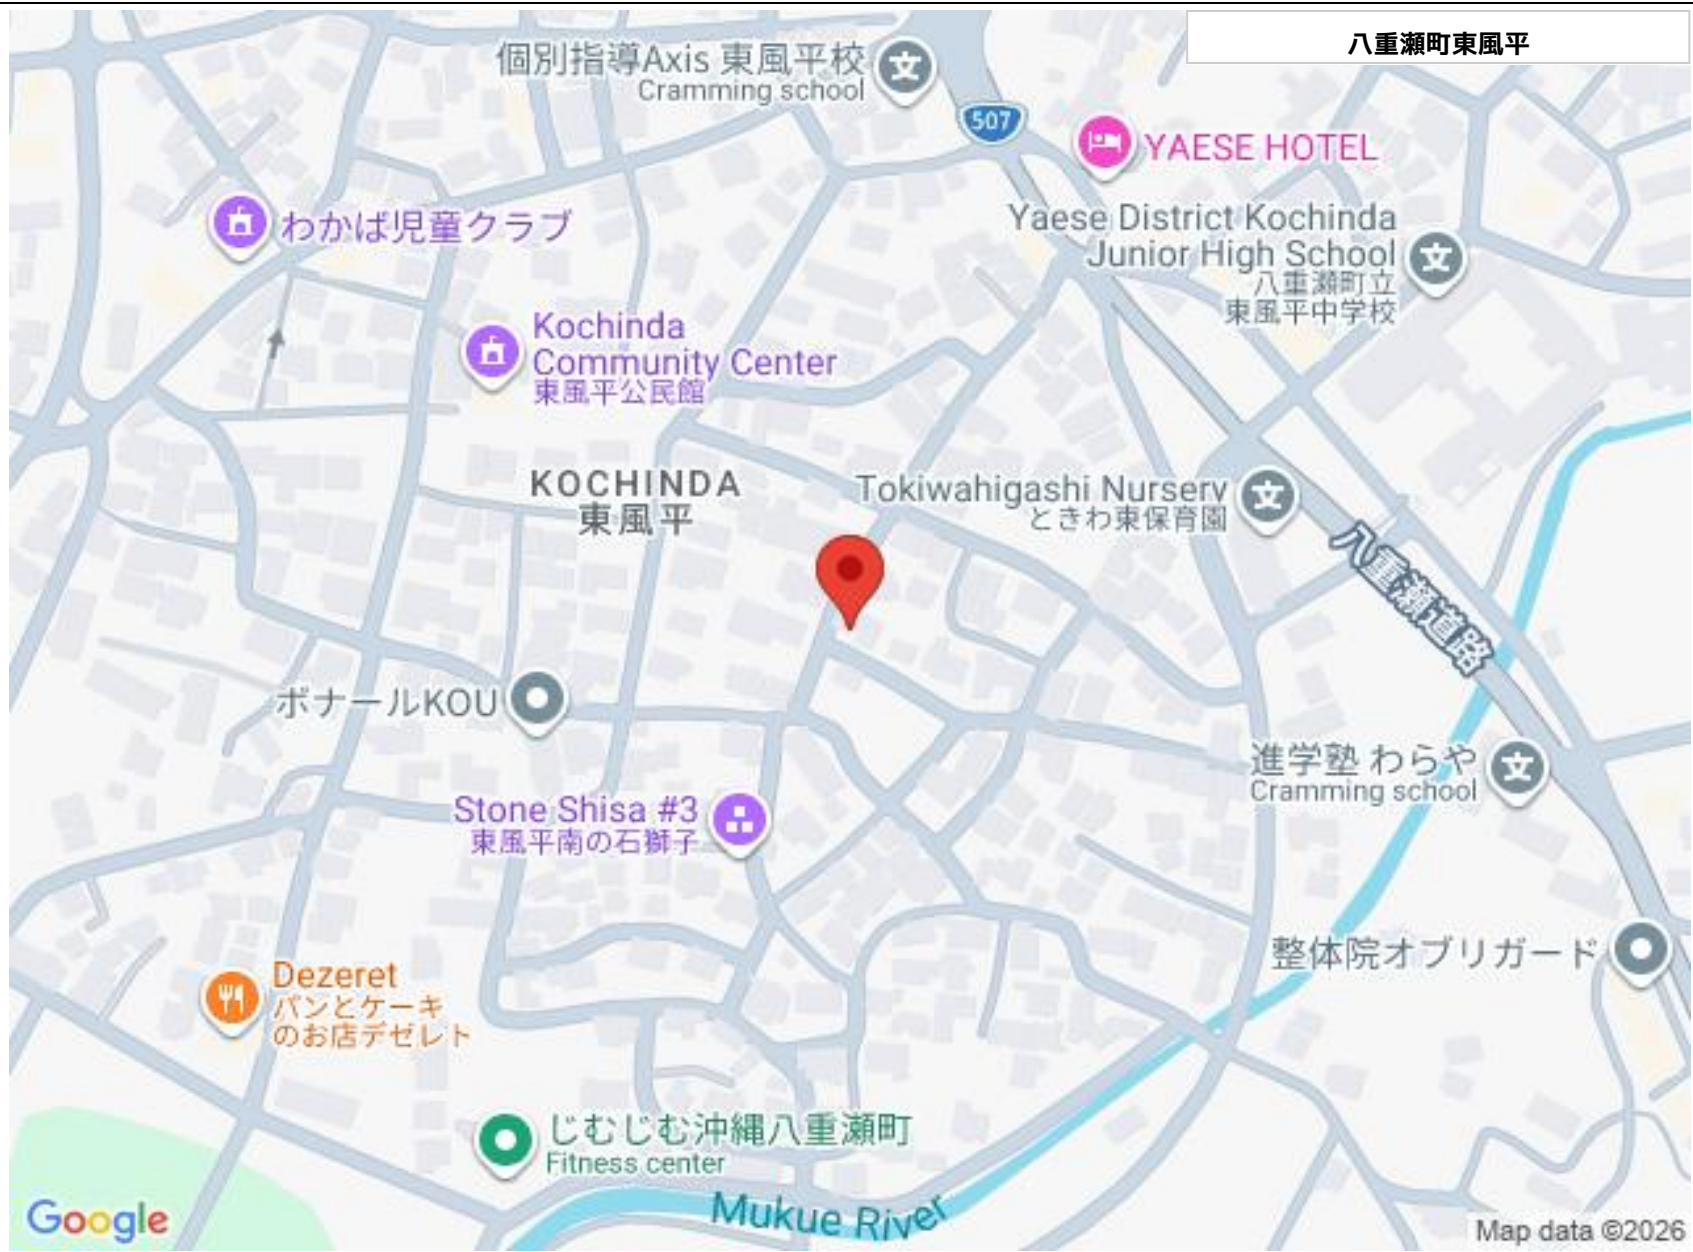 八重瀬町東風平
個別指導Axis 東風平校
Cramming school
507
YAESE HOTEL
わかば児童クラブ
Yaese District Kochinda
Junior High School
八重瀬町立
東風平中学校
Kochinda
Community Center
東風平公民館
KOCHINDA
東風平
Tokiwahigashi Nursery
ときわ東保育園
八重瀬道路
ボナールKOU
進学塾 わらや
Cramming school
Stone Shisa #3
東風平南の石獅子
整体院オブリガード
Dezeret
パンとケーキ
のお店デゼレト
じむじむ沖縄八重瀬町
Fitness center
Mukue River
Google
Map data ©2026